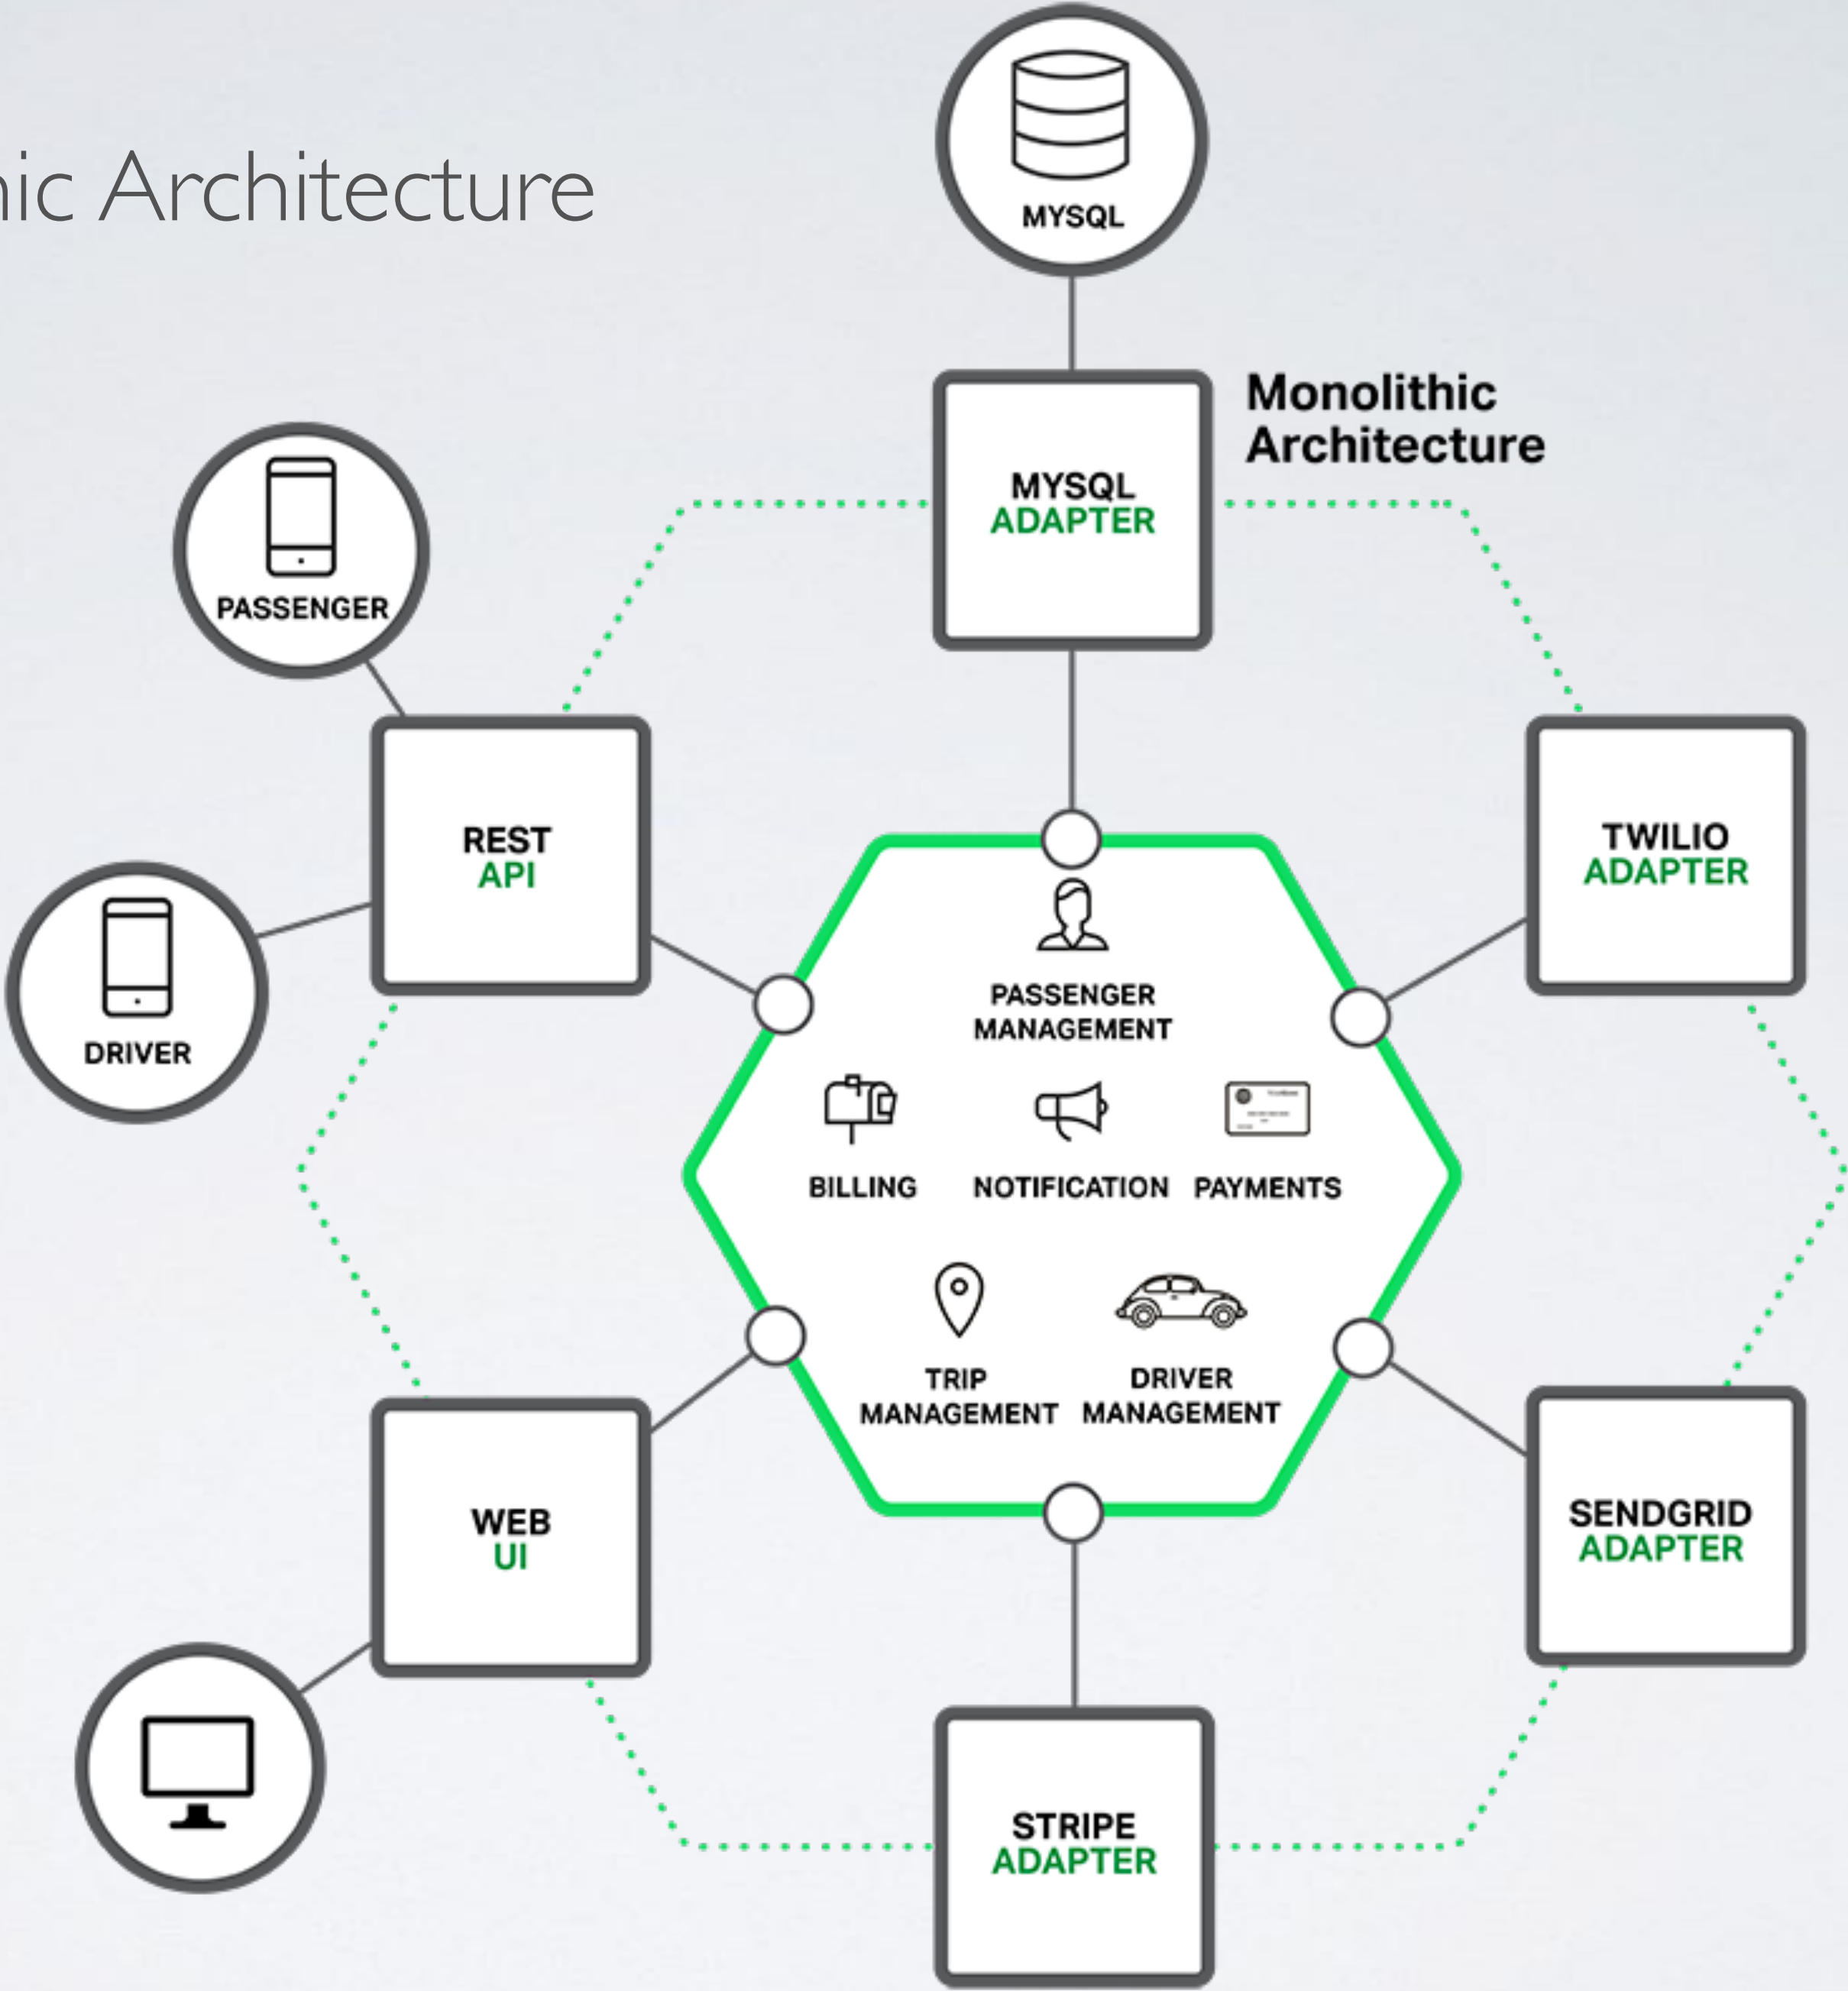 Architecture
MYSQL
Monolithic
Architecture
MYSQL
ADAPTER
PASSENGER
REST
API
TWILIO
ADAPTER
DRIVER
PASSENGER
MANAGEMENT
BILLING
NOTIFICATION
PAYMENTS
TRIP
MANAGEMENT
DRIVER
MANAGEMENT
WEB
UI
SENDGRID
ADAPTER
STRIPE
ADAPTER